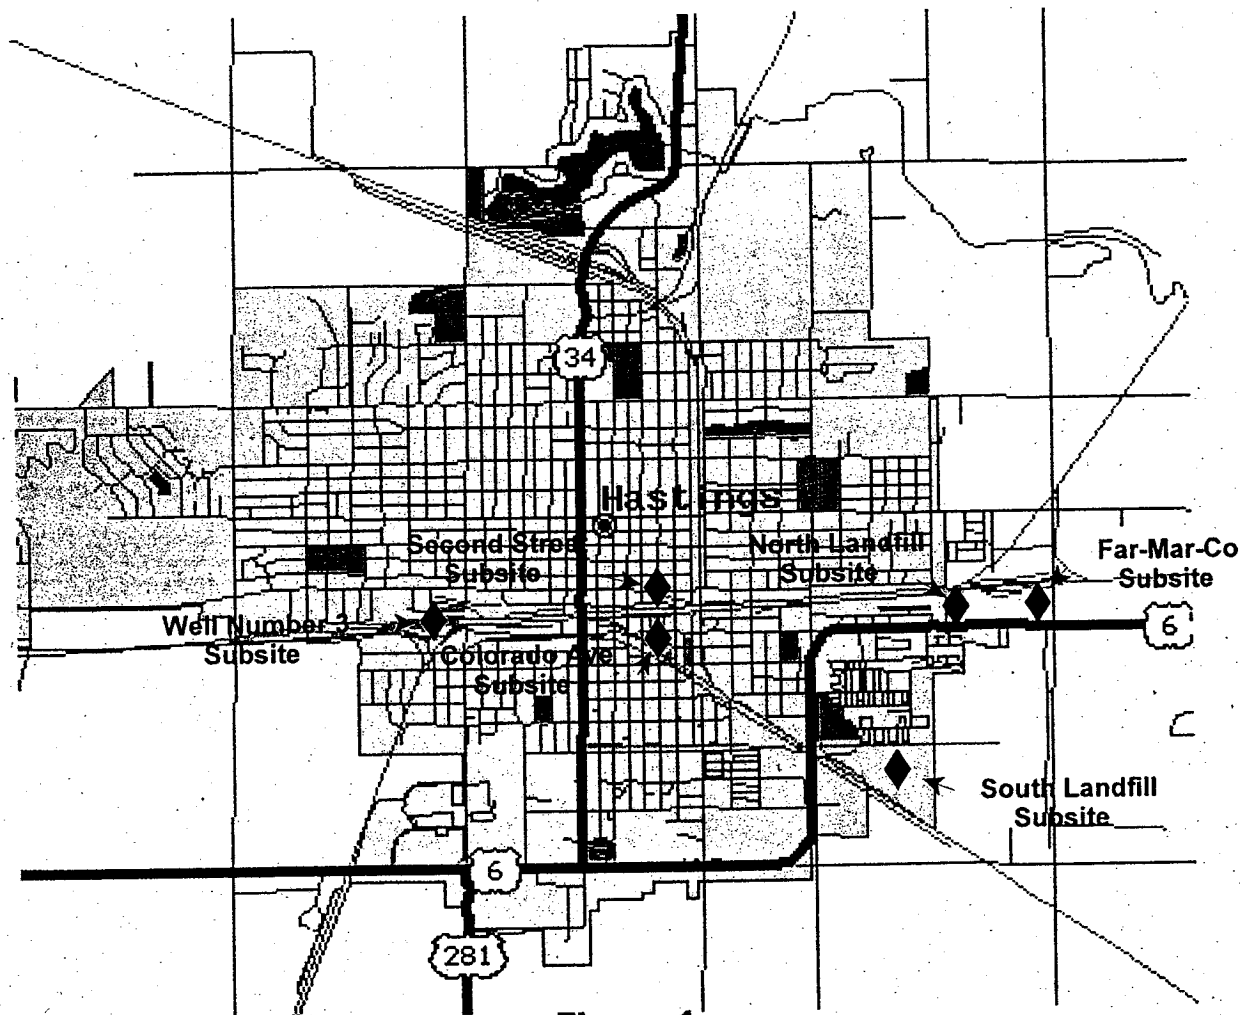 34
Hastings
Second Street
Subsite
North Landfill
Subsite
Far-Mar-Co
Subsite
Well Number 3
Subsite
6
Colorado Ave
Subsite
South Landfill
Subsite
6
281